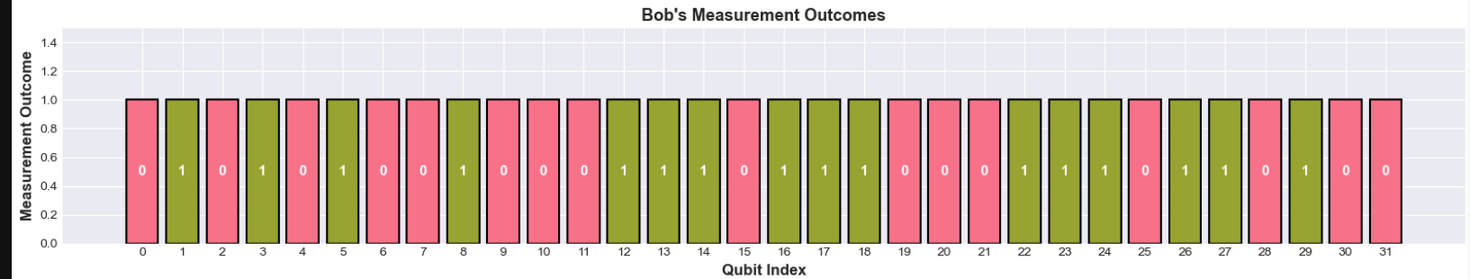 Bob's Measurement Outcomes
Measurement Outcome
1.4
1.2
1.0
0.8
0.6
0.4
0.2
0.0
0 1 0 1 0 1 0 0 1 0 0 0 1 1 1 0 1 1 1 0 0 0 1 1 1 0 1 1 0 1 0 0
0 1 2 3 4 5 6 7 8 9 10 11 12 13 14 15 16 17 18 19 20 21 22 23 24 25 26 27 28 29 30 31
Qubit Index